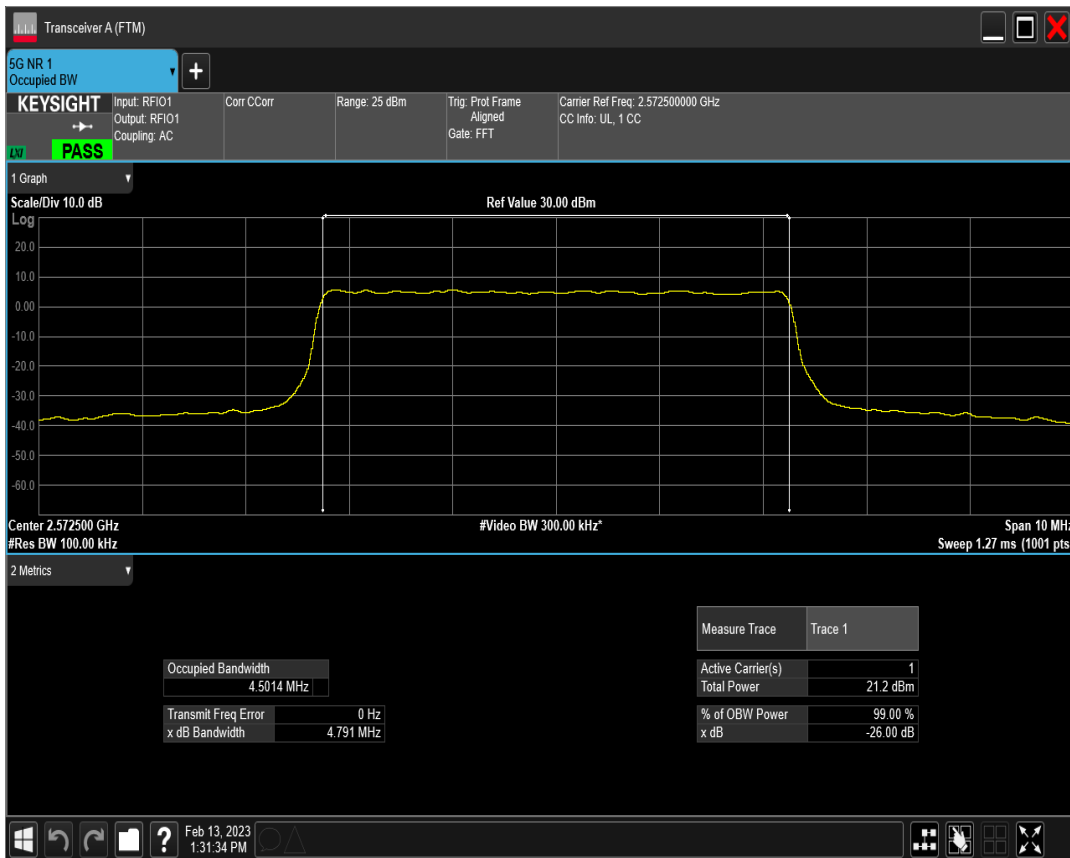 Transceiver A (FTM)
5G NR 1
Occupied BW
+
KEYSIGHT
LXI
PASS
Input: RFIO1
Output: RFIO1
Coupling: AC
Corr CCorr
Range: 25 dBm
Trig: Prot Frame
Aligned
Gate: FFT
Carrier Ref Freq: 2.572500000 GHz
CC Info: UL, 1 CC
1 Graph
Scale/Div 10.0 dB
Ref Value 30.00 dBm
Log
20.0
10.0
0.00
-10.0
-20.0
-30.0
-40.0
-50.0
-60.0
Center 2.572500 GHz
#Video BW 300.00 kHz*
Span 10 MHz
#Res BW 100.00 kHz
Sweep 1.27 ms (1001 pts
2 Metrics
Measure Trace Trace 1
Occupied Bandwidth
4.5014 MHz
Active Carrier(s) 1
Total Power 21.2 dBm
Transmit Freq Error 0 Hz
x dB Bandwidth 4.791 MHz
% of OBW Power 99.00 %
x dB -26.00 dB
?
Feb 13, 2023
1:31:34 PM